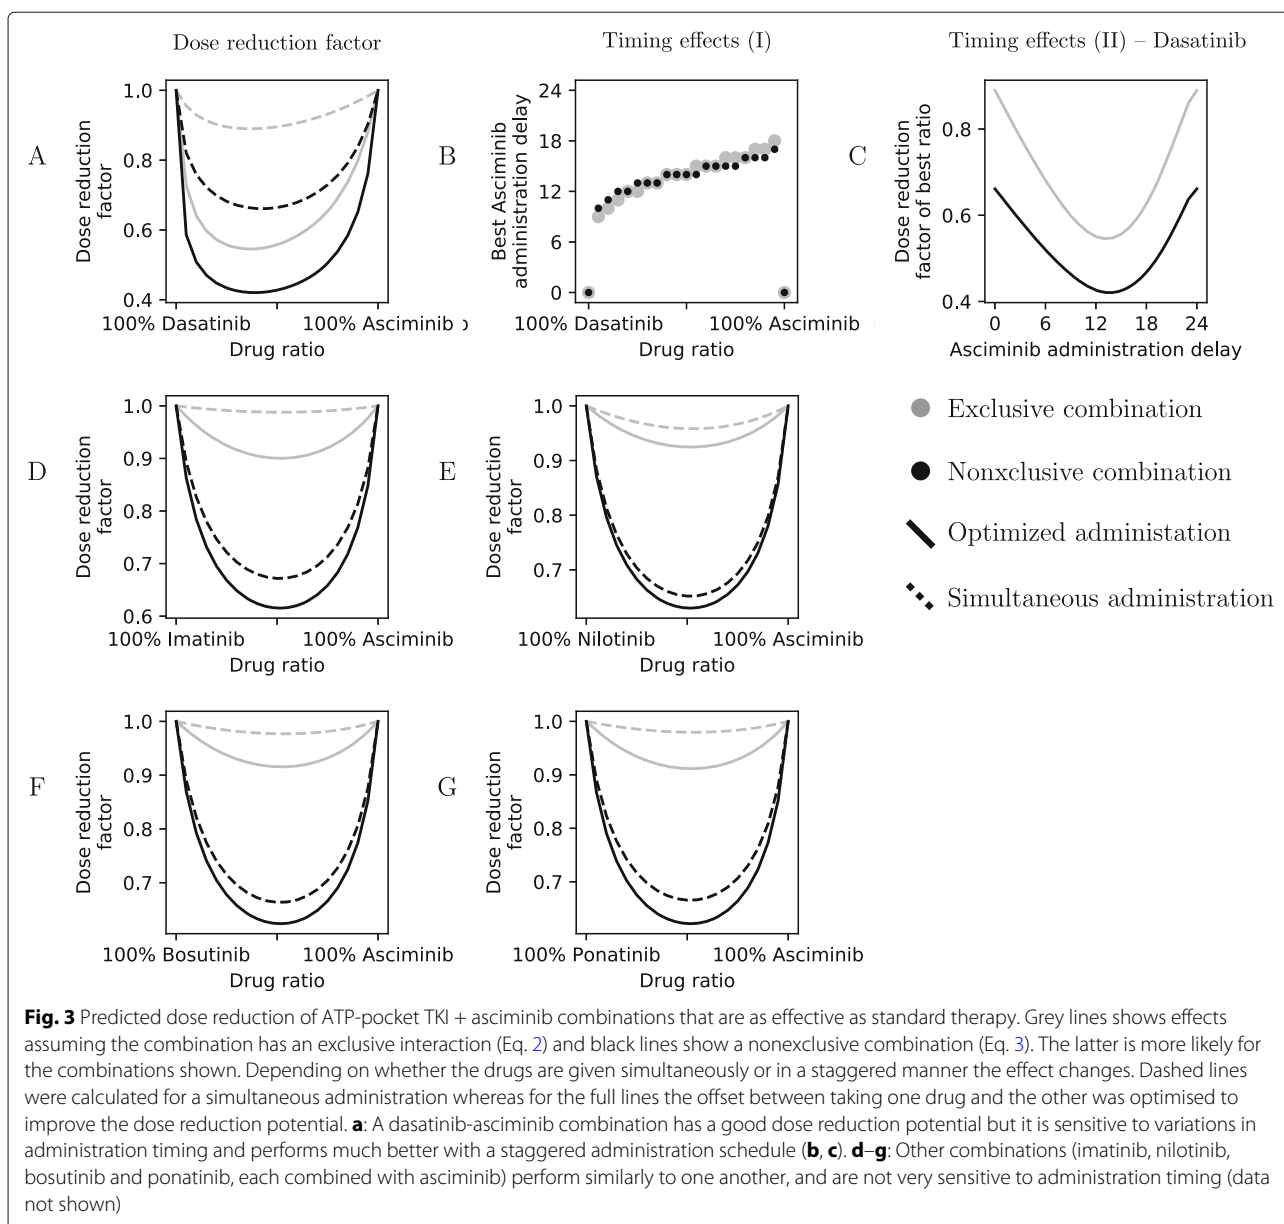 Dose reduction factor
Timing effects (I)
Timing effects (II) – Dasatinib
A
Dose reduction
factor
1.0
0.8
0.6
0.4
100% Dasatinib
100% Asciminib
Drug ratio
B
Best Asciminib
administration delay
24
18
12
6
0
100% Dasatinib
100% Asciminib
Drug ratio
C
Dose reduction
factor of best ratio
0.8
0.6
0.4
0
6
12
18
24
Asciminib administration delay
D
Dose reduction
factor
1.0
0.9
0.8
0.7
0.6
100% Imatinib
100% Asciminib
Drug ratio
E
Dose reduction
factor
1.0
0.9
0.8
0.7
100% Nilotinib
100% Asciminib
Drug ratio
Exclusive combination
Nonxclusive combination
Optimized administation
Simultaneous administration
F
Dose reduction
factor
1.0
0.9
0.8
0.7
100% Bosutinib
100% Asciminib
Drug ratio
G
Dose reduction
factor
1.0
0.9
0.8
0.7
100% Ponatinib
100% Asciminib
Drug ratio
Fig. 3 Predicted dose reduction of ATP-pocket TKI + asciminib combinations that are as effective as standard therapy. Grey lines shows effects
assuming the combination has an exclusive interaction (Eq. 2) and black lines show a nonexclusive combination (Eq. 3). The latter is more likely for
the combinations shown. Depending on whether the drugs are given simultaneously or in a staggered manner the effect changes. Dashed lines
were calculated for a simultaneous administration whereas for the full lines the offset between taking one drug and the other was optimised to
improve the dose reduction potential. a: A dasatinib-asciminib combination has a good dose reduction potential but it is sensitive to variations in
administration timing and performs much better with a staggered administration schedule (b, c). d–g: Other combinations (imatinib, nilotinib,
bosutinib and ponatinib, each combined with asciminib) perform similarly to one another, and are not very sensitive to administration timing (data
not shown)